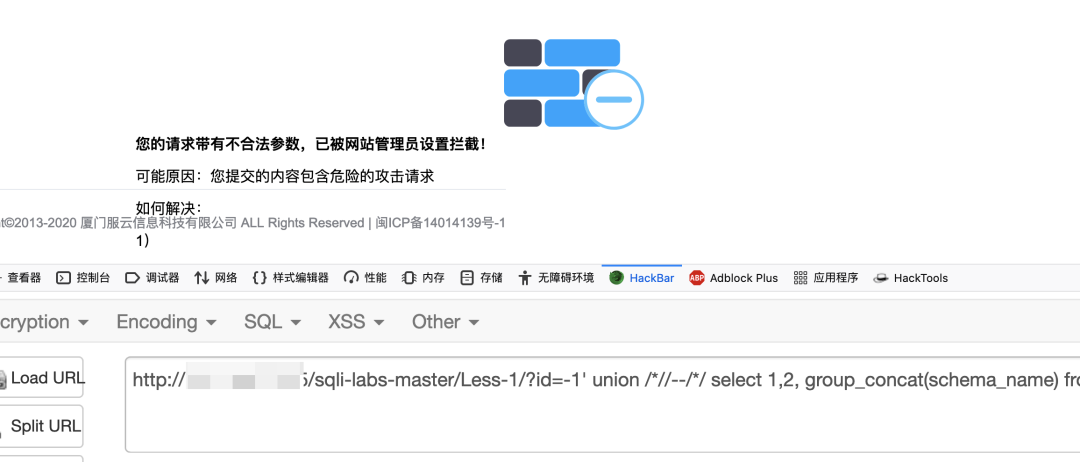 您的请求带有不合法参数，已被网站管理员设置拦截！
可能原因：您提交的内容包含危险的攻击请求
如何解决：
©2013-2020 厦门服云信息科技有限公司 ALL Rights Reserved | 闽ICP备14014139号-1
1)
查看器 控制台 调试器 网络 {} 样式编辑器 性能 内存 存储 无障碍环境 HackBar ABP Adblock Plus 应用程序 HackTools
cryption Encoding SQL XSS Other
Load URL
http:// 5/sqli-labs-master/Less-1/?id=-1' union /*//--/*/ select 1,2, group_concat(schema_name) fro
Split URL